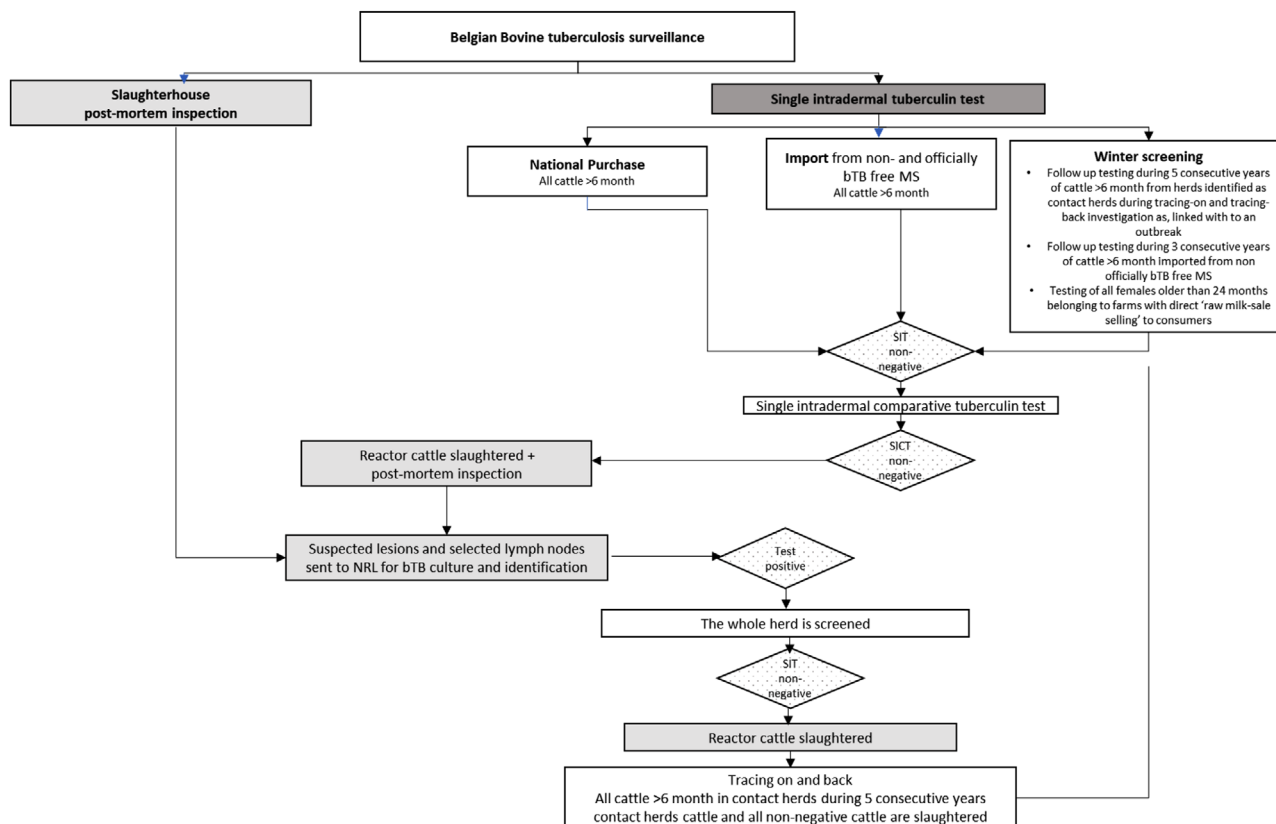 Belgian Bovine tuberculosis surveillance
Slaughterhouse
post-mortem inspection
Single intradermal tuberculin test
National Purchase
All cattle >6 month
Import from non- and officially
bTB free MS
All cattle >6 month
Winter screening
• Follow up testing during 5 consecutive years
of cattle >6 month from herds identified as
contact herds during tracing-on and tracing-
back investigation as, linked with to an
outbreak
• Follow up testing during 3 consecutive years
of cattle >6 month imported from non
officially bTB free MS
• Testing of all females older than 24 months
belonging to farms with direct ‘raw milk-sale
selling’ to consumers
SIT
non-
negative
Single intradermal comparative tuberculin test
SICT
non-
negative
Reactor cattle slaughtered +
post-mortem inspection
Suspected lesions and selected lymph nodes
sent to NRL for bTB culture and identification
Test
positive
The whole herd is screened
SIT
non-
negative
Reactor cattle slaughtered
Tracing on and back
All cattle >6 month in contact herds during 5 consecutive years
contact herds cattle and all non-negative cattle are slaughtered